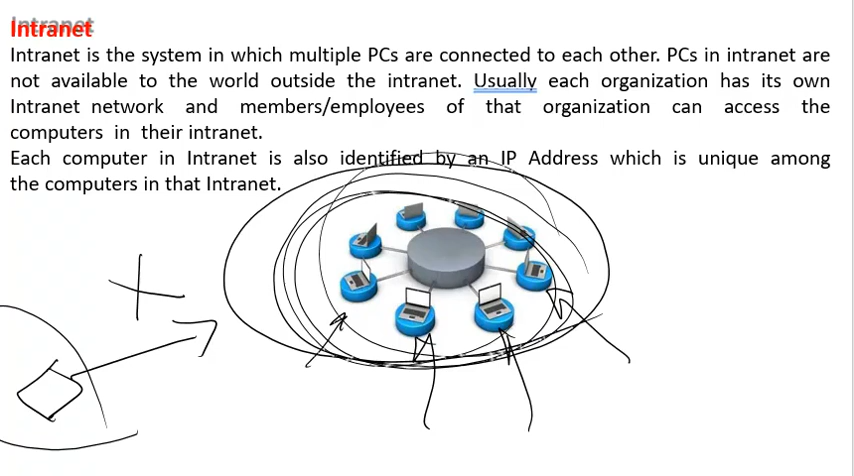 Intranet
Intranet is the system in which multiple PCs are connected to each other. PCs in intranet are
not available to the world outside the intranet. Usually each organization has its own
Intranet network and members/employees of that organization can access the
computers in their intranet.
Each computer in Intranet is also identified by an IP Address which is unique among
the computers in that Intranet.